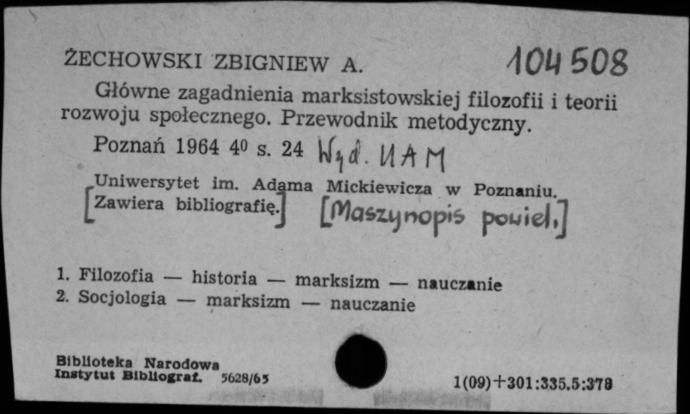 ŻECHOWSKI ZBIGNIEW A. 104508
Główne zagadnienia marksistowskiej filozofii i teorii
rozwoju społecznego. Przewodnik metodyczny.
Poznań 1964 4⁰ s. 24 Wyd. UAM
Uniwersytet im. Adama Mickiewicza w Poznaniu.
[Zawiera bibliografię.] [Maszynopis powiel.]
1. Filozofia — historia — marksizm — nauczanie
2. Socjologia — marksizm — nauczanie
Biblioteka Narodowa
Instytut Bibliograf. 5628/65
1(09)+301:335.5:378